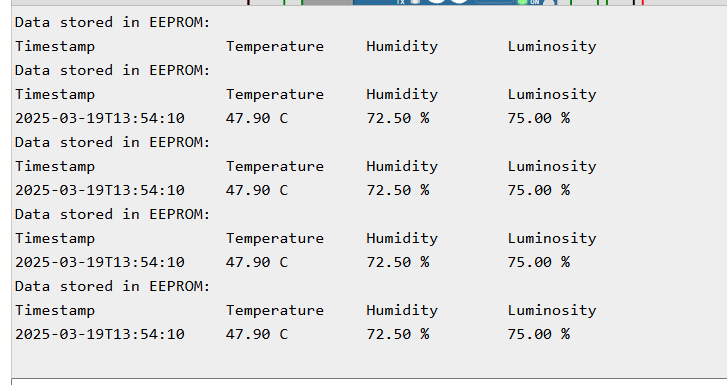 TX ON
Data stored in EEPROM:
Timestamp Temperature Humidity Luminosity
Data stored in EEPROM:
Timestamp Temperature Humidity Luminosity
2025-03-19T13:54:10 47.90 C 72.50 % 75.00 %
Data stored in EEPROM:
Timestamp Temperature Humidity Luminosity
2025-03-19T13:54:10 47.90 C 72.50 % 75.00 %
Data stored in EEPROM:
Timestamp Temperature Humidity Luminosity
2025-03-19T13:54:10 47.90 C 72.50 % 75.00 %
Data stored in EEPROM:
Timestamp Temperature Humidity Luminosity
2025-03-19T13:54:10 47.90 C 72.50 % 75.00 %